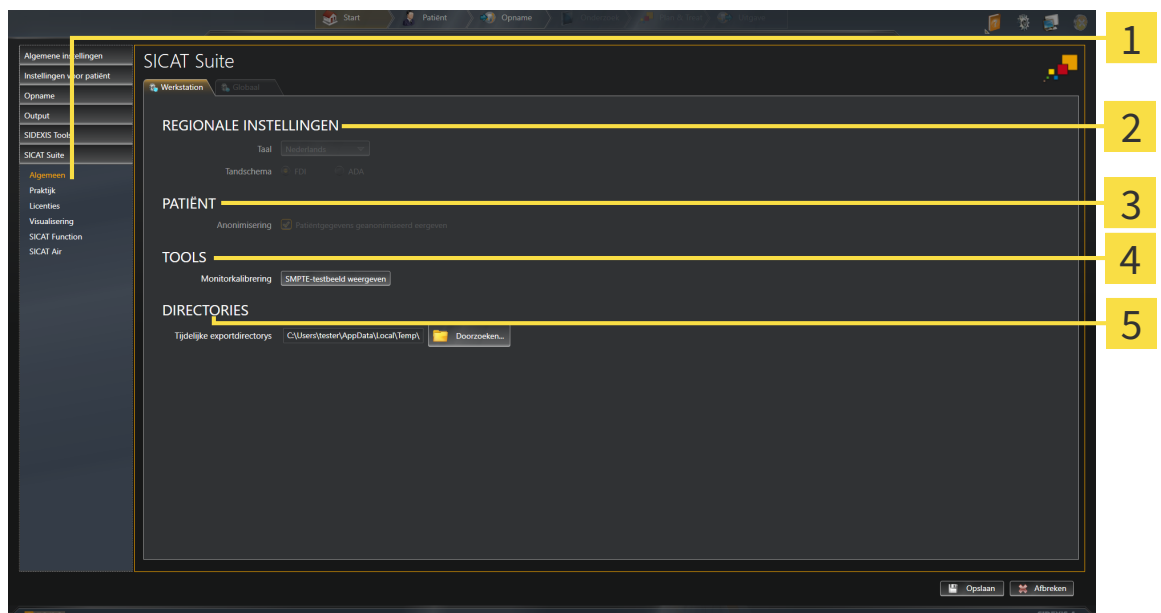 Start Patiënt Opname
1
Algemene instellingen
Instellingen voor patiënt
Opname
Output
SIDEXIS Tools
SICAT Suite
Algemeen
Praktijk
Licenties
Visualisering
SICAT Function
SICAT Air
SICAT Suite
Werkstation Globaal
REGIONALE INSTELLINGEN
2
Taal Nederlands
Tandschema FDI ADA
PATIËNT
3
Anonimisering Patiëntgegevens geanonimiseerd weergeven
TOOLS
4
Monitorkalibrering SMPTE-testbeeld weergeven
DIRECTORIES
5
Tijdelijke exportdirectorys C:\Users\tester\AppData\Local\Temp\ Doorzoeken...
Opslaan Afbreken